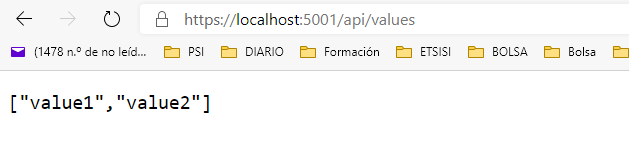 https://localhost:5001/api/values
(1478 n.º de no leíd... PSI DIARIO Formación ETSISI BOLSA Bolsa
["value1","value2"]